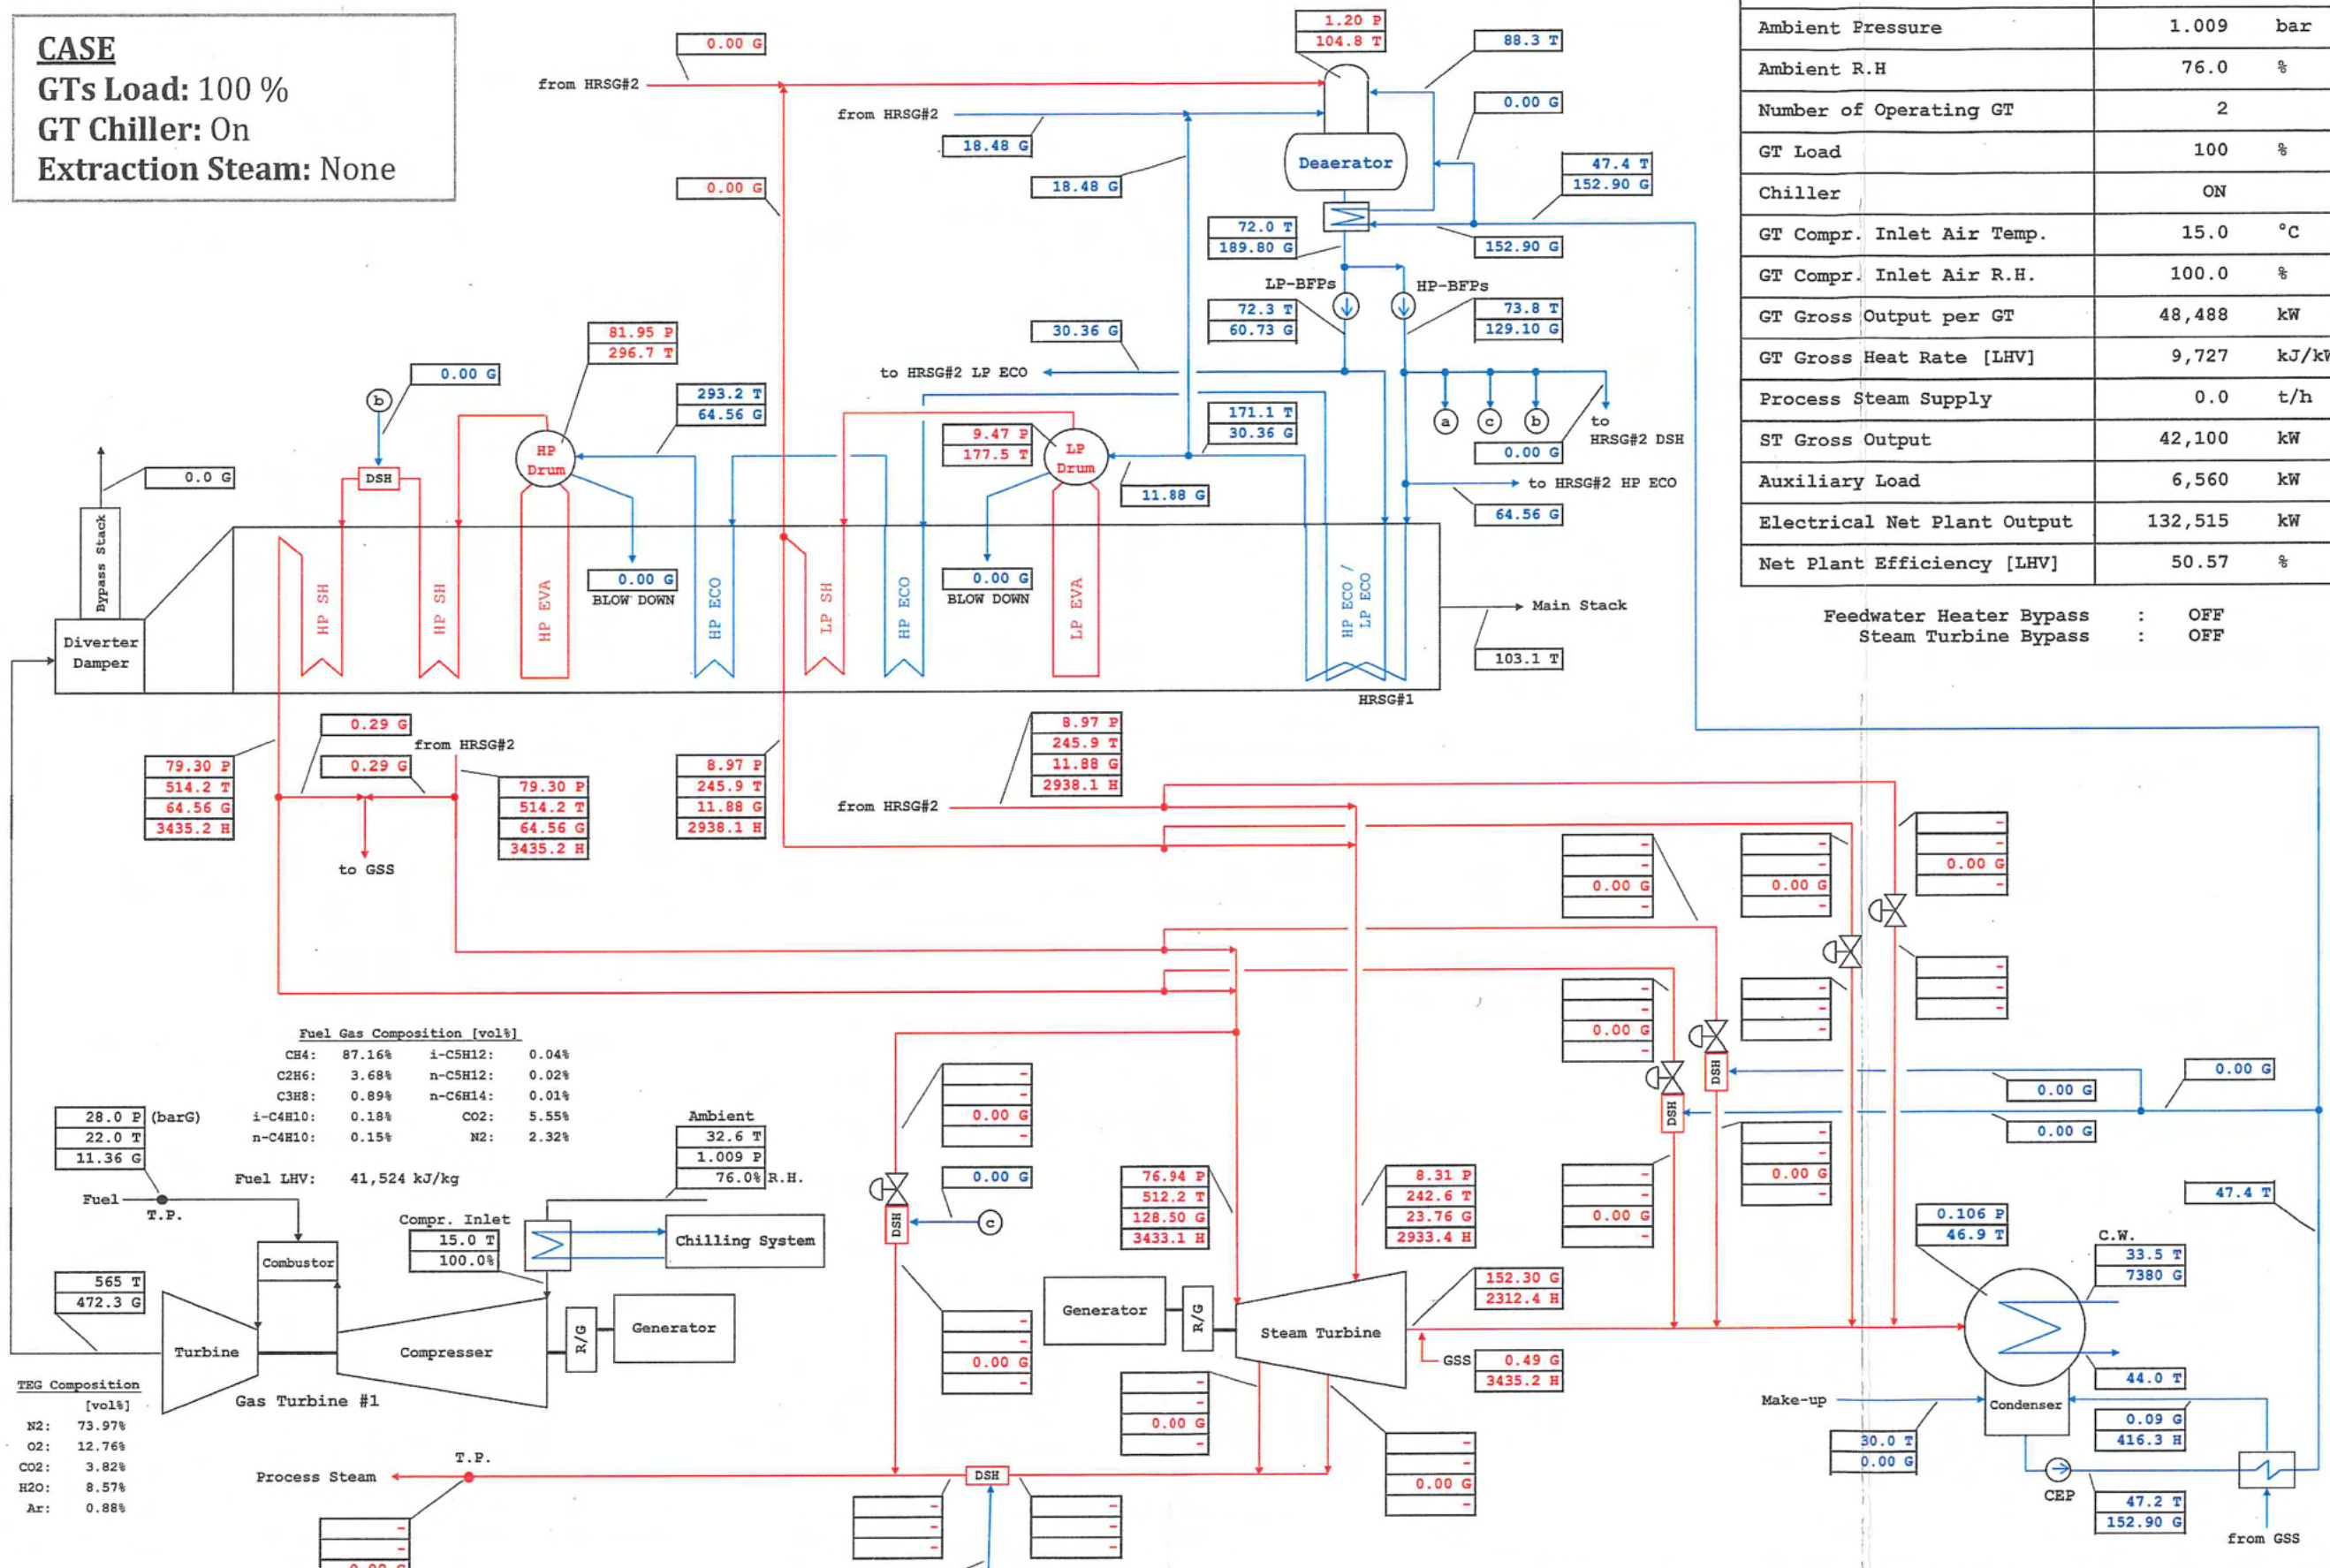 CASE
GTs Load: 100 %
GT Chiller: On
Extraction Steam: None
Ambient Pressure 1.009 bar
Ambient R.H 76.0 %
Number of Operating GT 2
GT Load 100 %
Chiller ON
GT Compr. Inlet Air Temp. 15.0 °C
GT Compr. Inlet Air R.H. 100.0 %
GT Gross Output per GT 48,488 kW
GT Gross Heat Rate [LHV] 9,727 kJ/kW
Process Steam Supply 0.0 t/h
ST Gross Output 42,100 kW
Auxiliary Load 6,560 kW
Electrical Net Plant Output 132,515 kW
Net Plant Efficiency [LHV] 50.57 %
Feedwater Heater Bypass : OFF
Steam Turbine Bypass : OFF
0.00 G
from HRSG#2
1.20 P
104.8 T
88.3 T
from HRSG#2
18.48 G
0.00 G
0.00 G
18.48 G
Deaerator
47.4 T
152.90 G
72.0 T
189.80 G
152.90 G
LP-BFPs
HP-BFPs
72.3 T
60.73 G
73.8 T
129.10 G
30.36 G
to HRSG#2 LP ECO
a
c
b
to
HRSG#2 DSH
0.00 G
to HRSG#2 HP ECO
64.56 G
81.95 P
296.7 T
0.00 G
b
293.2 T
64.56 G
9.47 P
177.5 T
171.1 T
30.36 G
11.88 G
HP
Drum
LP
Drum
DSH
0.0 G
Bypass Stack
Diverter
Damper
HP SH
HP SH
HP EVA
0.00 G
BLOW DOWN
HP ECO
LP SH
HP ECO
0.00 G
BLOW DOWN
LP EVA
HP ECO /
LP ECO
Main Stack
103.1 T
HRSG#1
0.29 G
from HRSG#2
0.29 G
79.30 P
514.2 T
64.56 G
3435.2 H
79.30 P
514.2 T
64.56 G
3435.2 H
to GSS
8.97 P
245.9 T
11.88 G
2938.1 H
8.97 P
245.9 T
11.88 G
2938.1 H
from HRSG#2
-
-
0.00 G
-
-
-
0.00 G
-
-
-
0.00 G
-
-
-
0.00 G
-
-
-
-
-
-
-
Fuel Gas Composition [vol%]
CH4: 87.16% i-C5H12: 0.04%
C2H6: 3.68% n-C5H12: 0.02%
C3H8: 0.89% n-C6H14: 0.01%
i-C4H10: 0.18% CO2: 5.55%
n-C4H10: 0.15% N2: 2.32%
Fuel LHV: 41,524 kJ/kg
28.0 P (barG)
22.0 T
11.36 G
Fuel
T.P.
Ambient
32.6 T
1.009 P
76.0% R.H.
Compr. Inlet
15.0 T
100.0%
Chilling System
Combustor
565 T
472.3 G
Turbine
Compresser
R/G
Generator
Gas Turbine #1
TEG Composition
[vol%]
N2: 73.97%
O2: 12.76%
CO2: 3.82%
H2O: 8.57%
Ar: 0.88%
-
-
0.00 G
-
0.00 G
c
DSH
-
-
0.00 G
-
76.94 P
512.2 T
128.50 G
3433.1 H
8.31 P
242.6 T
23.76 G
2933.4 H
Generator
R/G
Steam Turbine
152.30 G
2312.4 H
GSS 0.49 G
3435.2 H
-
-
0.00 G
-
-
-
0.00 G
-
DSH
DSH
0.00 G
0.00 G
0.00 G
-
-
0.00 G
-
-
-
0.00 G
-
0.106 P
46.9 T
C.W.
33.5 T
7380 G
47.4 T
44.0 T
Condenser
Make-up
30.0 T
0.00 G
0.09 G
416.3 H
CEP
47.2 T
152.90 G
from GSS
Process Steam
T.P.
DSH
-
-
0.00 G
-
-
-
-
-
-